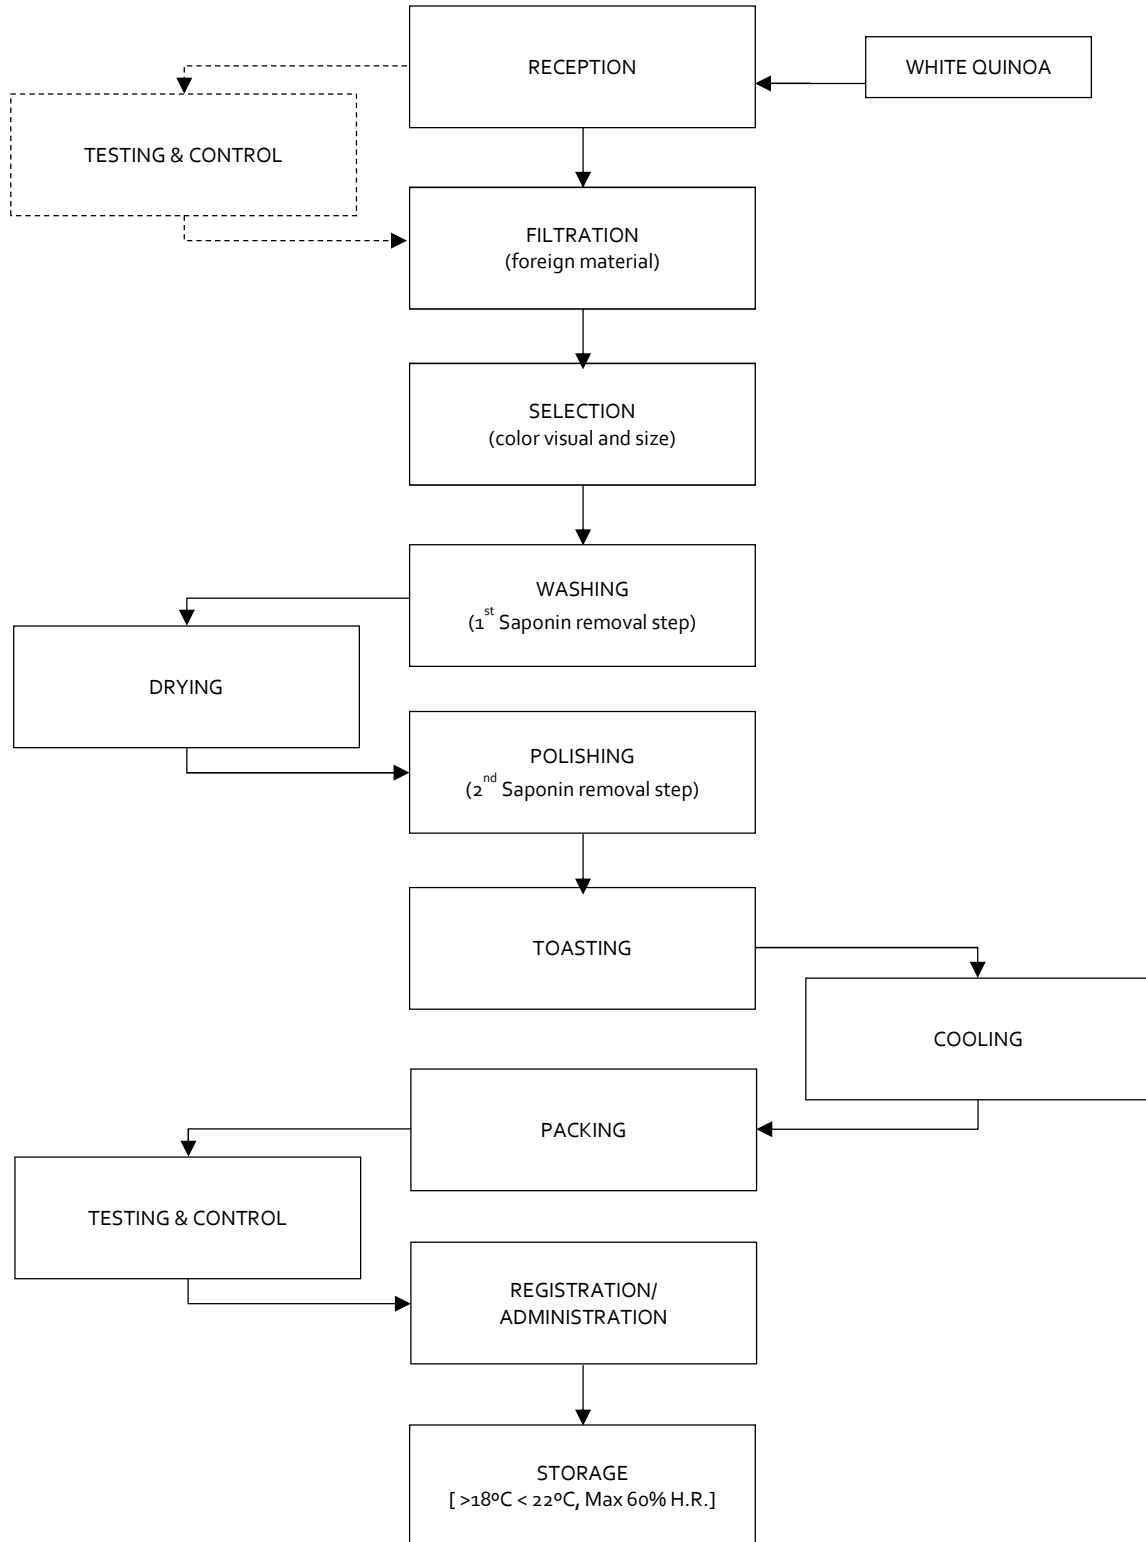 RECEPTION
WHITE QUINOA
TESTING & CONTROL
FILTRATION
(foreign material)
SELECTION
(color visual and size)
WASHING
(1st Saponin removal step)
DRYING
POLISHING
(2nd Saponin removal step)
TOASTING
COOLING
PACKING
TESTING & CONTROL
REGISTRATION/
ADMINISTRATION
STORAGE
[ >18ºC < 22ºC, Max 60% H.R.]